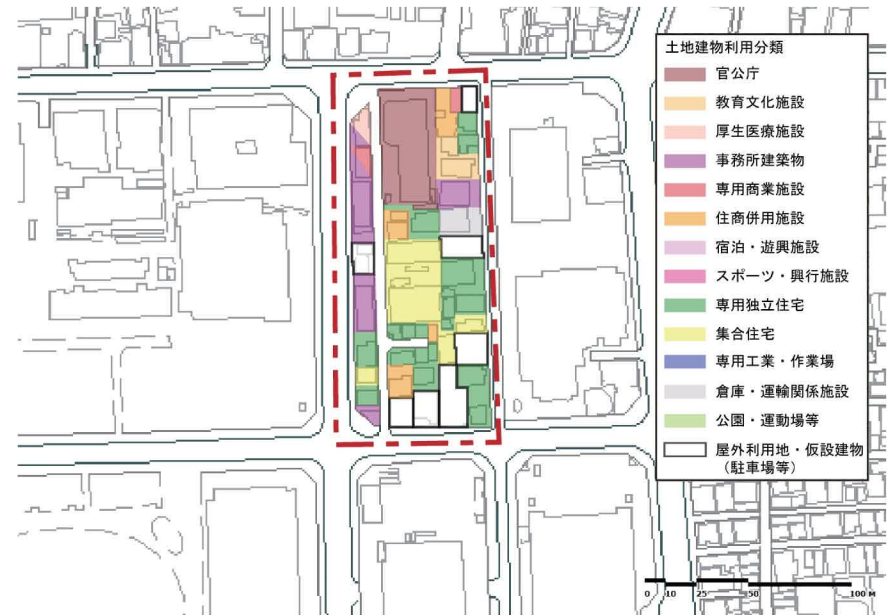 土地建物利用分類
官公庁
教育文化施設
厚生医療施設
事務所建築物
専用商業施設
住商併用施設
宿泊・遊興施設
スポーツ・興行施設
専用独立住宅
集合住宅
専用工業・作業場
倉庫・運輸関係施設
公園・運動場等
屋外利用地・仮設建物
（駐車場等）
0 10 25 50 100 M